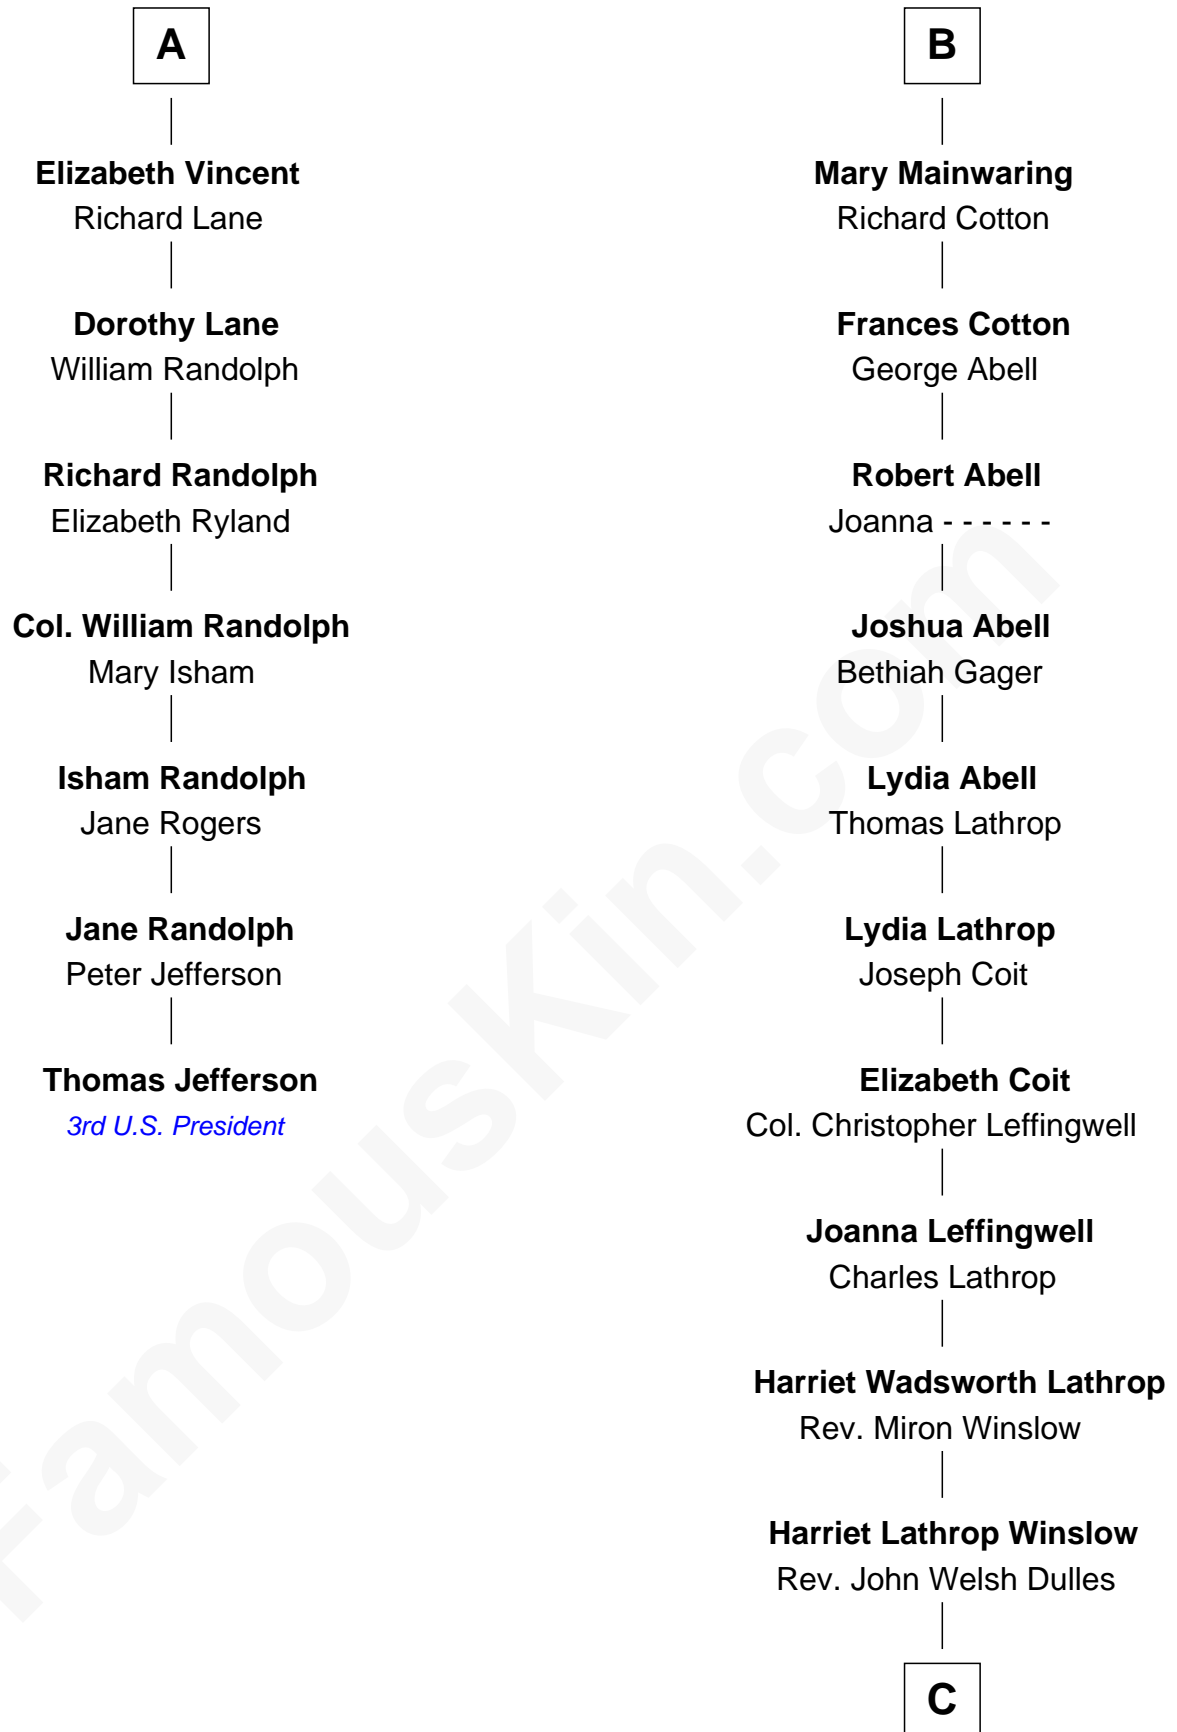 A
Elizabeth Vincent
Richard Lane
Dorothy Lane
William Randolph
Richard Randolph
Elizabeth Ryland
Col. William Randolph
Mary Isham
Isham Randolph
Jane Rogers
Jane Randolph
Peter Jefferson
Thomas Jefferson
3rd U.S. President
B
Mary Mainwaring
Richard Cotton
Frances Cotton
George Abell
Robert Abell
Joanna - - - - - -
Joshua Abell
Bethiah Gager
Lydia Abell
Thomas Lathrop
Lydia Lathrop
Joseph Coit
Elizabeth Coit
Col. Christopher Leffingwell
Joanna Leffingwell
Charles Lathrop
Harriet Wadsworth Lathrop
Rev. Miron Winslow
Harriet Lathrop Winslow
Rev. John Welsh Dulles
C
FamousKin.com